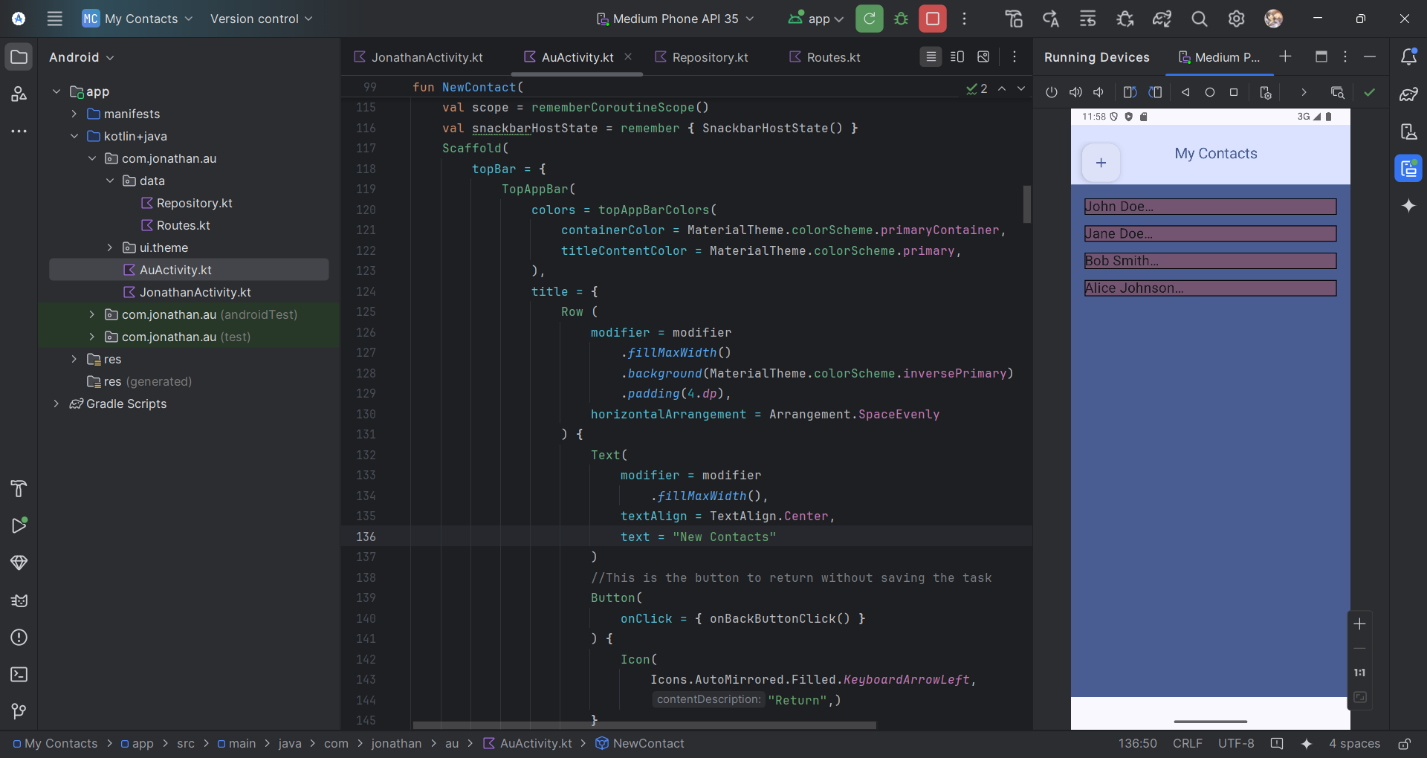 MC My Contacts Version control Medium Phone API 35 app
Android
app
manifests
kotlin+java
com.jonathan.au
data
Repository.kt
Routes.kt
ui.theme
AuActivity.kt
JonathanActivity.kt
com.jonathan.au (androidTest)
com.jonathan.au (test)
res
res (generated)
Gradle Scripts
JonathanActivity.kt AuActivity.kt Repository.kt Routes.kt
99 fun NewContact( 2
115 val scope = rememberCoroutineScope()
116 val snackbarHostState = remember { SnackbarHostState() }
117 Scaffold(
118 topBar = {
119 TopAppBar(
120 colors = topAppBarColors(
121 containerColor = MaterialTheme.colorScheme.primaryContainer,
122 titleContentColor = MaterialTheme.colorScheme.primary,
123 ),
124 title = {
125 Row (
126 modifier = modifier
127 .fillMaxWidth()
128 .background(MaterialTheme.colorScheme.inversePrimary)
129 .padding(4.dp),
130 horizontalArrangement = Arrangement.SpaceEvenly
131 ) {
132 Text(
133 modifier = modifier
134 .fillMaxWidth(),
135 textAlign = TextAlign.Center,
136 text = "New Contacts"
137 )
138 //This is the button to return without saving the task
139 Button(
140 onClick = { onBackButtonClick() }
141 ) {
142 Icon(
143 Icons.AutoMirrored.Filled.KeyboardArrowLeft,
144 contentDescription: "Return",)
145 }
Running Devices Medium P...
11:58 3G
+ My Contacts
John Doe...
Jane Doe...
Bob Smith...
Alice Johnson...
1:1
My Contacts > app > src > main > java > com > jonathan > au > AuActivity.kt > NewContact 136:50 CRLF UTF-8 4 spaces